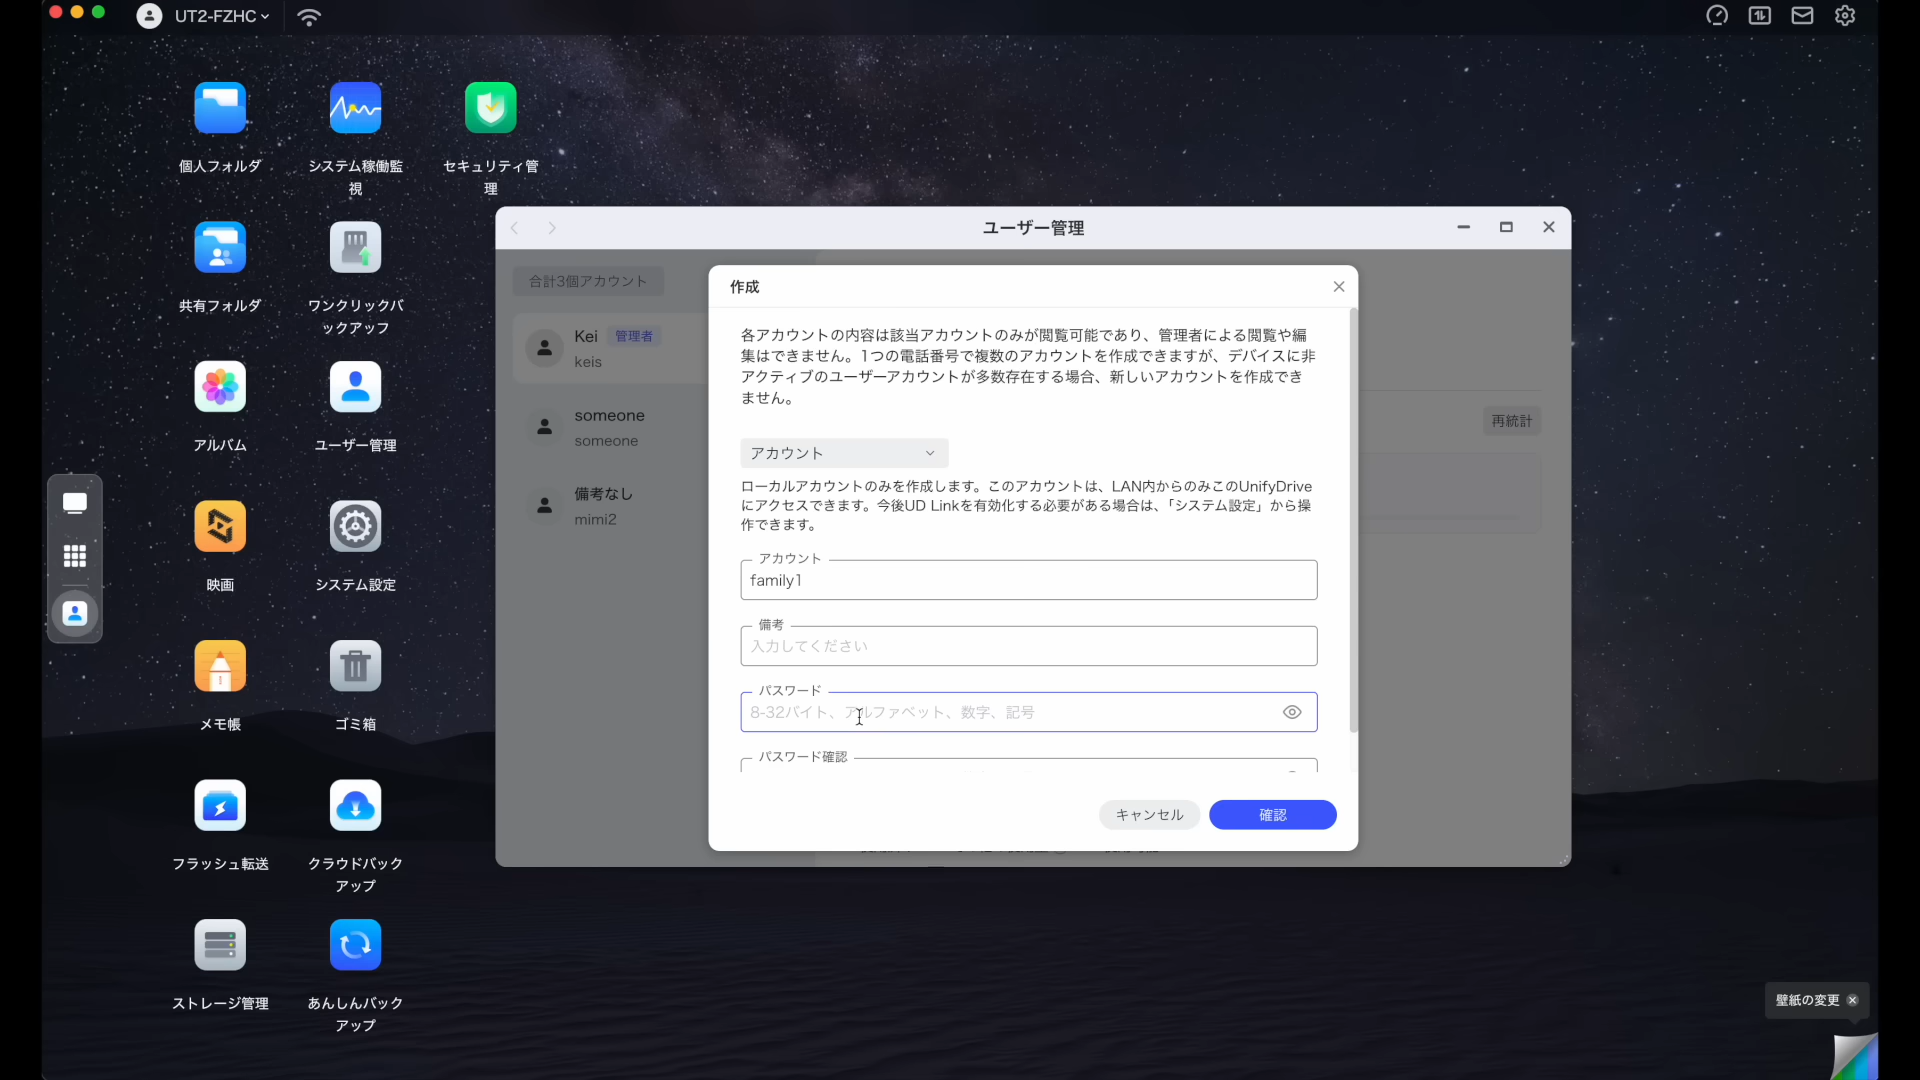 UT2-FZHC
個人フォルダ
システム稼働監
視
セキュリティ管
理
共有フォルダ
ワンクリックバ
ックアップ
アルバム
ユーザー管理
映画
システム設定
メモ帳
ゴミ箱
フラッシュ転送
クラウドバック
アップ
ストレージ管理
あんしんバック
アップ
ユーザー管理
合計3個アカウント
Kei 管理者
keis
someone
someone
備考なし
mimi2
再統計
作成
各アカウントの内容は該当アカウントのみが閲覧可能であり、管理者による閲覧や編
集はできません。1つの電話番号で複数のアカウントを作成できますが、デバイスに非
アクティブのユーザーアカウントが多数存在する場合、新しいアカウントを作成でき
ません。
アカウント
ローカルアカウントのみを作成します。このアカウントは、LAN内からのみこのUnifyDrive
にアクセスできます。今後UD Linkを有効化する必要がある場合は、「システム設定」から操
作できます。
アカウント
family1
備考
入力してください
パスワード
8-32バイト、アルファベット、数字、記号
パスワード確認
キャンセル
確認
壁紙の変更